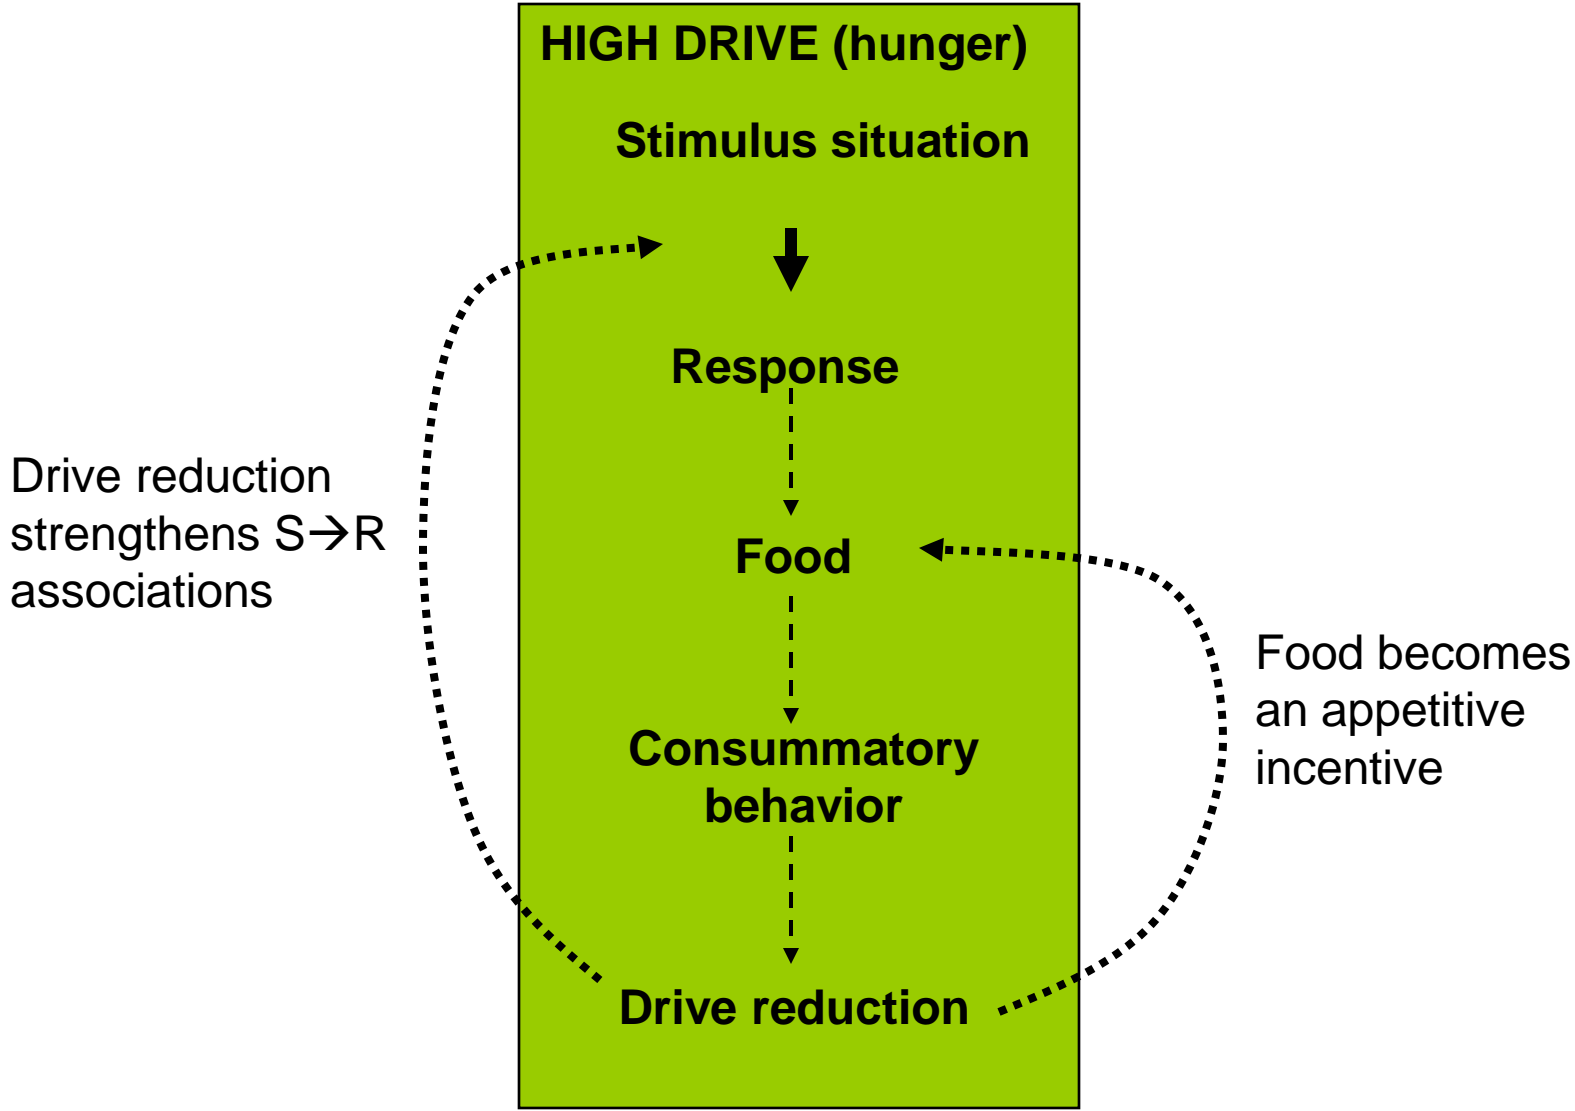 HIGH DRIVE (hunger)
Stimulus situation
Response
Drive reduction
strengthens S→R
associations
Food
Food becomes
an appetitive
incentive
Consummatory
behavior
Drive reduction